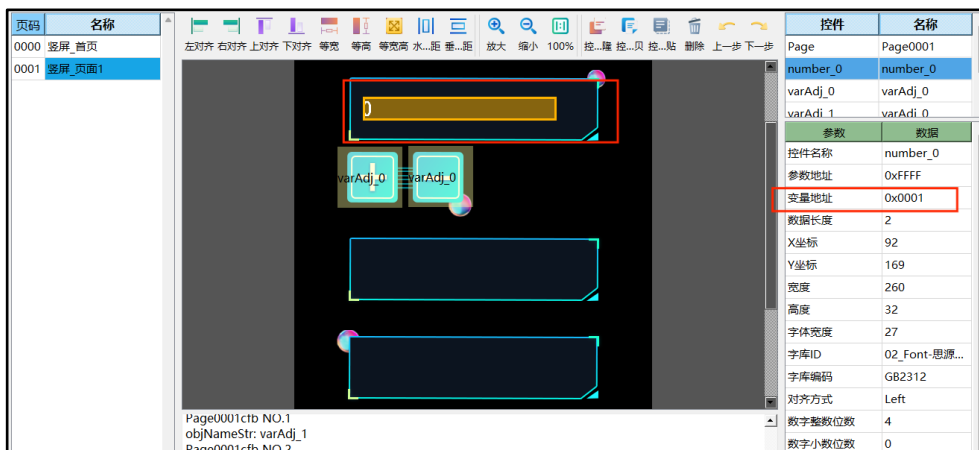 页码 名称
0000 竖屏_首页
0001 竖屏_页面1
左对齐 右对齐 上对齐 下对齐 等宽 等高 等宽高 水...距 垂...距 放大 缩小 100% 控...隆 控...贝 控...贴 删除 上一步 下一步
0
varAdj_0 varAdj_0
Page0001cfb NO.1
objNameStr: varAdj_1
Page0001cfb NO.2
控件 名称
Page Page0001
number_0 number_0
varAdj_0 varAdj_0
varAdj_1 varAdj_0
参数 数据
控件名称 number_0
参数地址 0xFFFF
变量地址 0x0001
数据长度 2
X坐标 92
Y坐标 169
宽度 260
高度 32
字体宽度 27
字库ID 02_Font-思源...
字库编码 GB2312
对齐方式 Left
数字整数位数 4
数字小数位数 0